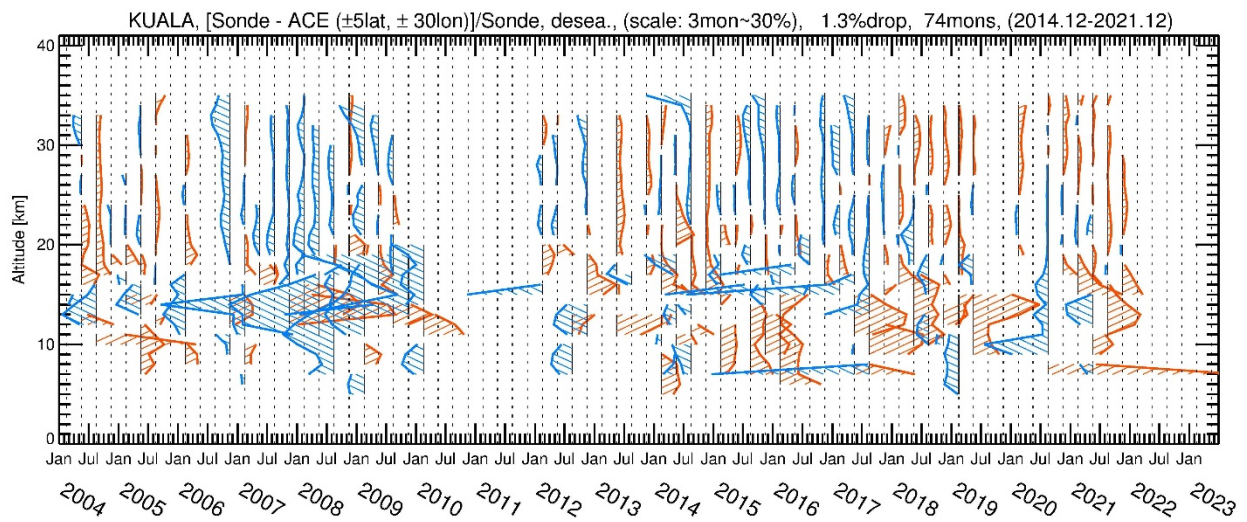 KUALA, [Sonde - ACE (±5lat, ± 30lon)]/Sonde, desea., (scale: 3mon~30%), 1.3%drop, 74mons, (2014.12-2021.12)
40
30
20
10
0
Altitude [km]
Jan Jul Jan Jul Jan Jul Jan Jul Jan Jul Jan Jul Jan Jul Jan Jul Jan Jul Jan Jul Jan Jul Jan Jul Jan Jul Jan Jul Jan Jul Jan Jul Jan Jul Jan Jul Jan Jul Jan
2004 2005 2006 2007 2008 2009 2010 2011 2012 2013 2014 2015 2016 2017 2018 2019 2020 2021 2022 2023